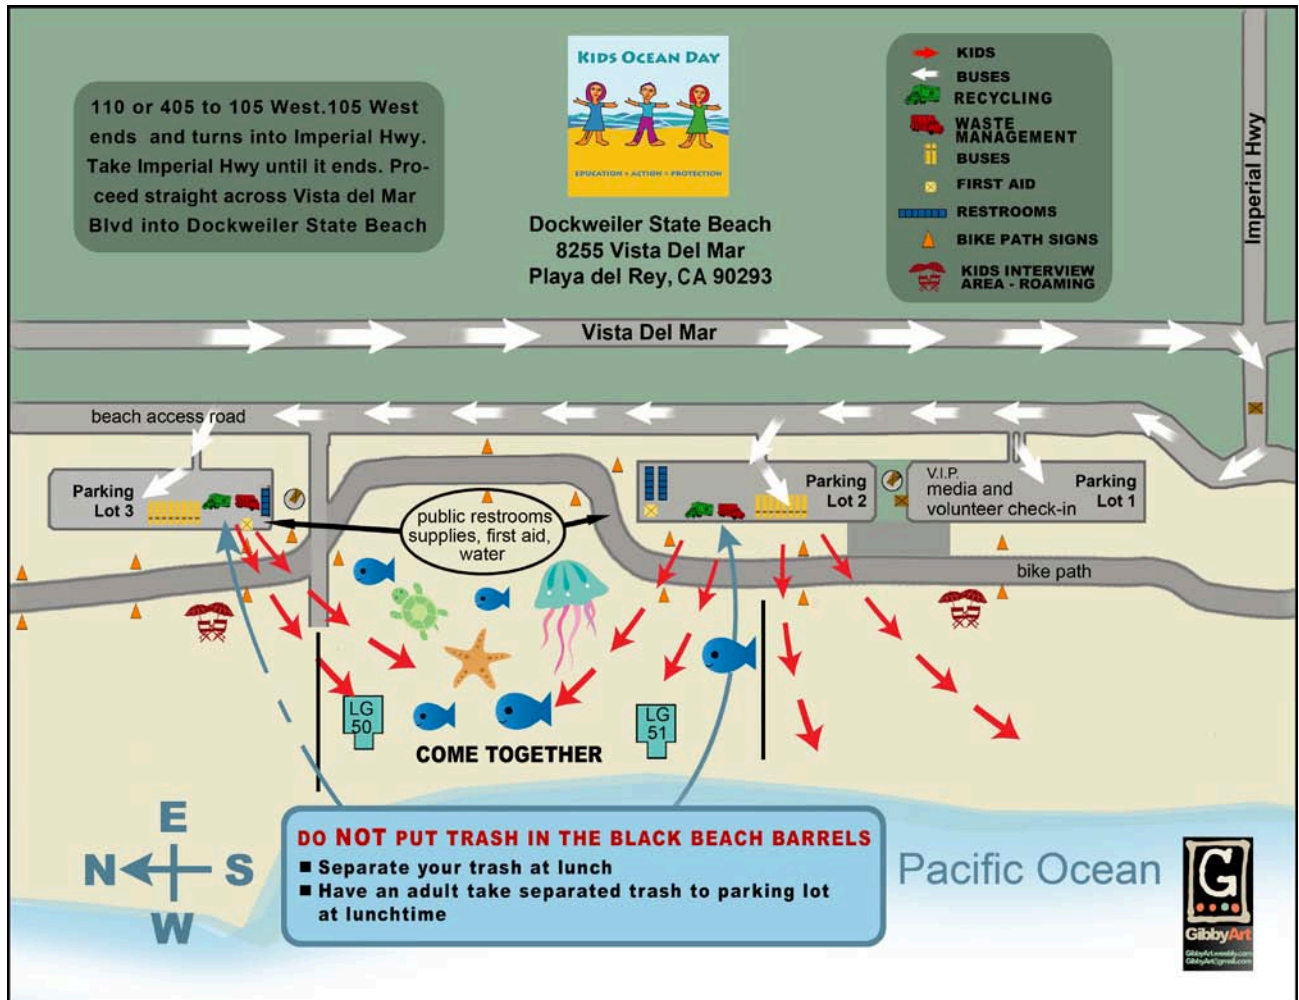 110 or 405 to 105 West.105 West
ends and turns into Imperial Hwy.
Take Imperial Hwy until it ends. Pro-
ceed straight across Vista del Mar
Blvd into Dockweiler State Beach
KIDS OCEAN DAY
EDUCATION • ACTION • PROTECTION
Dockweiler State Beach
8255 Vista Del Mar
Playa del Rey, CA 90293
KIDS
BUSES
RECYCLING
WASTE
MANAGEMENT
BUSES
FIRST AID
RESTROOMS
BIKE PATH SIGNS
KIDS INTERVIEW
AREA - ROAMING
Imperial Hwy
Vista Del Mar
beach access road
Parking
Lot 3
public restrooms
supplies, first aid,
water
Parking
Lot 2
V.I.P.
media and
volunteer check-in
Parking
Lot 1
bike path
LG
50
LG
51
COME TOGETHER
E
N S
W
DO NOT PUT TRASH IN THE BLACK BEACH BARRELS
■ Separate your trash at lunch
■ Have an adult take separated trash to parking lot
at lunchtime
Pacific Ocean
G
GibbyArt
GibbyArt.weebly.com
GibbyArt@gmail.com